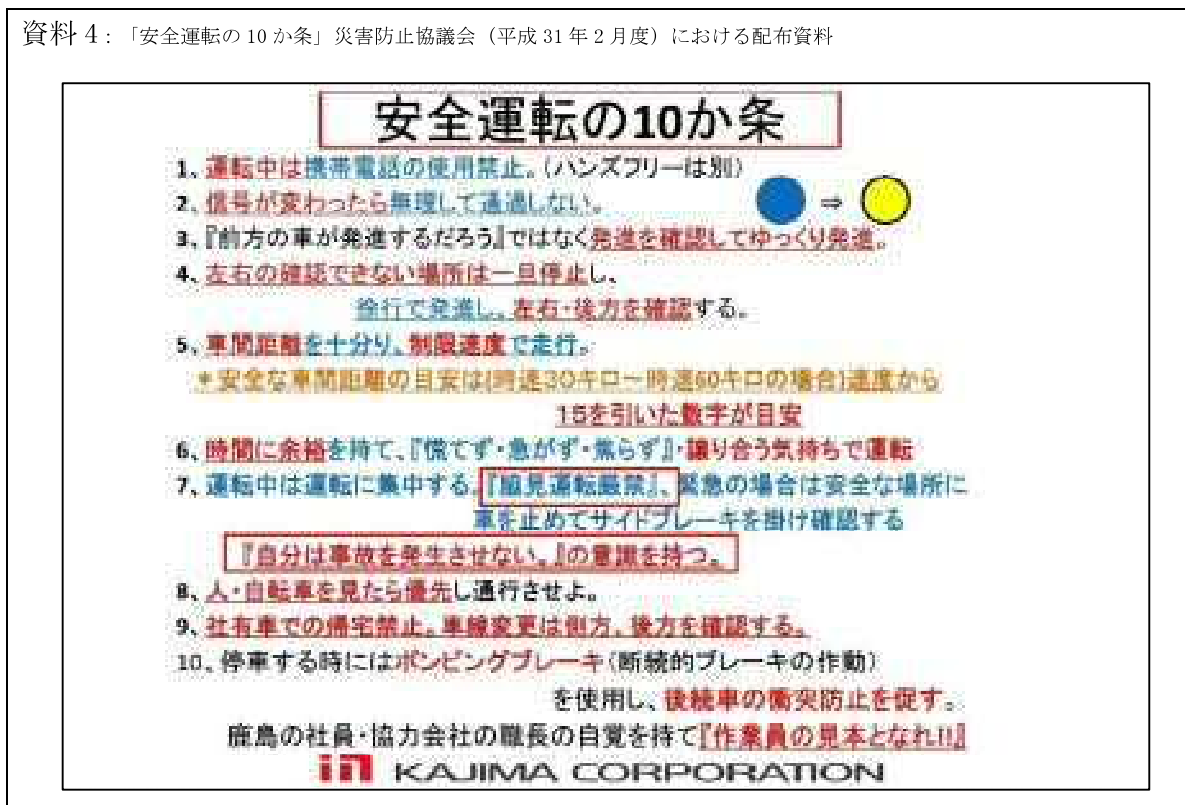 資料4:「安全運転の10か条」災害防止協議会(平成31年2月度)における配布資料
安全運転の10か条
1、運転中は携帯電話の使用禁止。(ハンズフリーは別)
2、信号が変わったら無理して通過しない。
⇒
3、『前方の車が発進するだろう』ではなく発進を確認してゆっくり発進。
4、左右の確認できない場所は一旦停止し、
徐行で発進し、左右・後方を確認する。
5、車間距離を十分り、制限速度で走行。
*安全な車間距離の目安は(時速30キロ~時速60キロの場合)速度から
15を引いた数字が目安
6、時間に余裕を持て、『慌てず・急がず・焦らず』・譲り合う気持ちで運転
7、運転中は運転に集中する。『脇見運転厳禁』、緊急の場合は安全な場所に
車を止めてサイドブレーキを掛け確認する
『自分は事故を発生させない。』の意識を持つ。
8、人・自転車を見たら優先し通行させよ。
9、社有車での帰宅禁止。車線変更は側方、後方を確認する。
10、停車する時にはポンピングブレーキ(断続的ブレーキの作動)
を使用し、後続車の衝突防止を促す。
鹿島の社員・協力会社の職長の自覚を持て『作業員の見本となれ!!』
KAJIMA CORPORATION